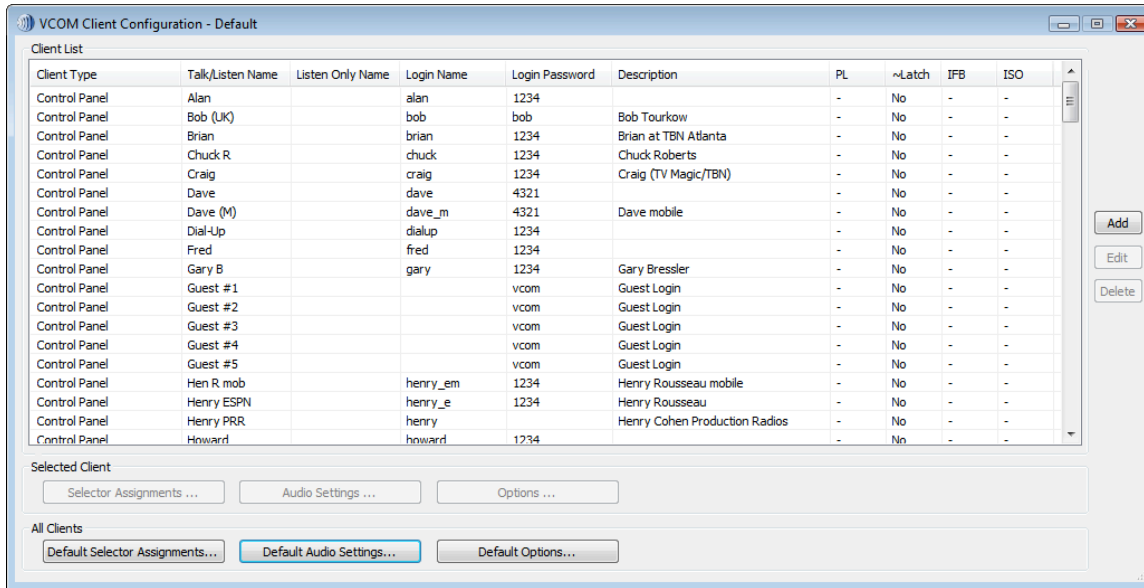 VCOM Client Configuration - Default
Client List
Client Type Talk/Listen Name Listen Only Name Login Name Login Password Description PL ~Latch IFB ISO
Control Panel Alan alan 1234 - No - -
Control Panel Bob (UK) bob bob Bob Tourkow - No - -
Control Panel Brian brian 1234 Brian at TBN Atlanta - No - -
Control Panel Chuck R chuck 1234 Chuck Roberts - No - -
Control Panel Craig craig 1234 Craig (TV Magic/TBN) - No - -
Control Panel Dave dave 4321 - No - -
Control Panel Dave (M) dave_m 4321 Dave mobile - No - -
Control Panel Dial-Up dialup 1234 - No - -
Control Panel Fred fred 1234 - No - -
Control Panel Gary B gary 1234 Gary Bressler - No - -
Control Panel Guest #1 vcom Guest Login - No - -
Control Panel Guest #2 vcom Guest Login - No - -
Control Panel Guest #3 vcom Guest Login - No - -
Control Panel Guest #4 vcom Guest Login - No - -
Control Panel Guest #5 vcom Guest Login - No - -
Control Panel Hen R mob henry_em 1234 Henry Rousseau mobile - No - -
Control Panel Henry ESPN henry_e 1234 Henry Rousseau - No - -
Control Panel Henry PRR henry Henry Cohen Production Radios - No - -
Control Panel Howard howard 1234 - No - -
Add
Edit
Delete
Selected Client
Selector Assignments ... Audio Settings ... Options ...
All Clients
Default Selector Assignments... Default Audio Settings... Default Options...